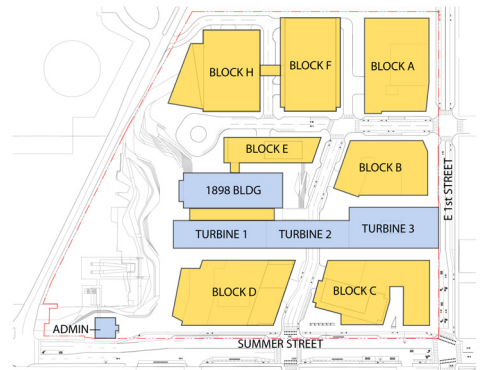 BLOCK H
BLOCK F
BLOCK A
BLOCK E
BLOCK B
1898 BLDG
E 1st STREET
TURBINE 1
TURBINE 2
TURBINE 3
BLOCK D
BLOCK C
ADMIN
SUMMER STREET